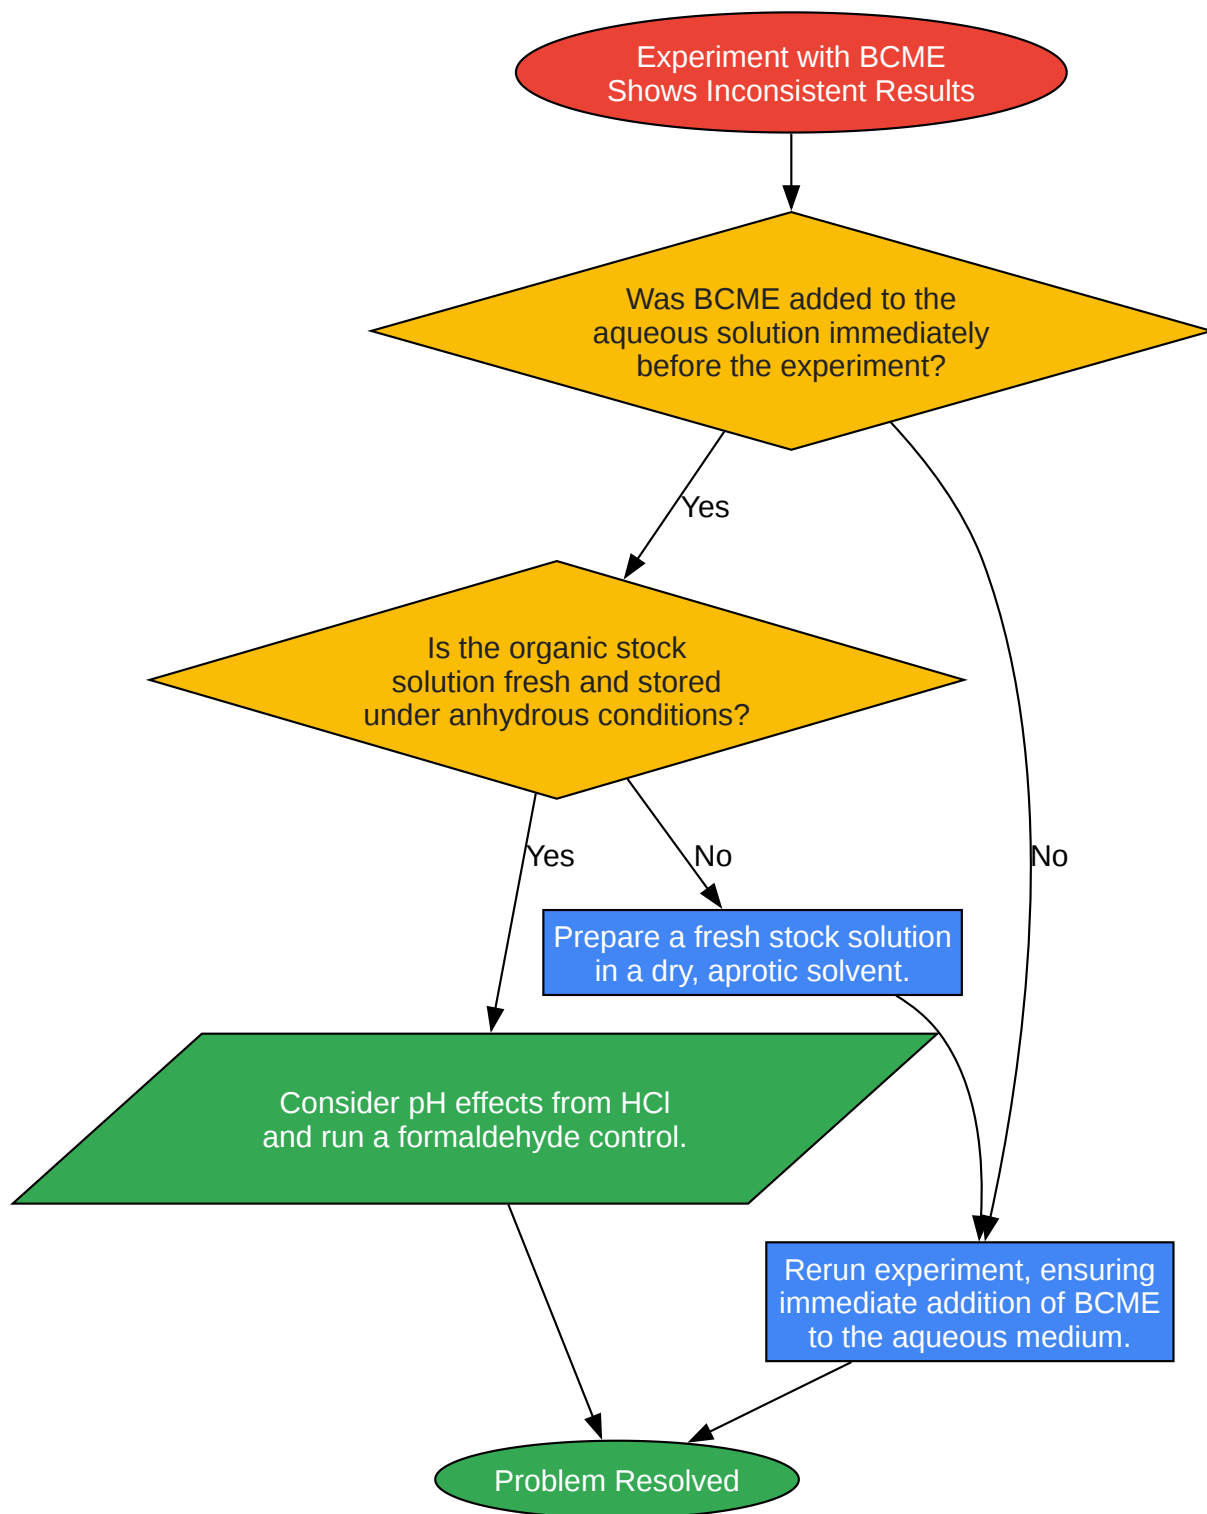 Experiment with BCME
Shows Inconsistent Results
Was BCME added to the
aqueous solution immediately
before the experiment?
Yes
Is the organic stock
solution fresh and stored
under anhydrous conditions?
Yes
No
No
Prepare a fresh stock solution
in a dry, aprotic solvent.
Consider pH effects from HCl
and run a formaldehyde control.
Rerun experiment, ensuring
immediate addition of BCME
to the aqueous medium.
Problem Resolved